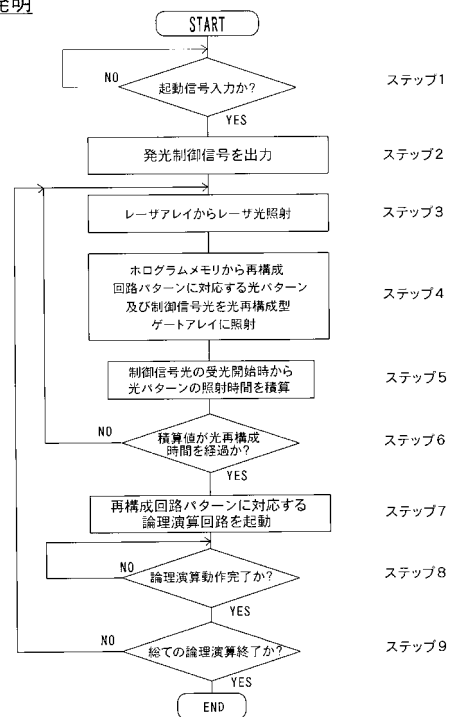 発明
START
NO
起動信号入力か?
ステップ1
YES
発光制御信号を出力
ステップ2
レーザアレイからレーザ光照射
ステップ3
ホログラムメモリから再構成
回路パターンに対応する光パターン
及び制御信号光を光再構成型
ゲートアレイに照射
ステップ4
制御信号光の受光開始時から
光パターンの照射時間を積算
ステップ5
NO
積算値が光再構成
時間を経過か?
ステップ6
YES
再構成回路パターンに対応する
論理演算回路を起動
ステップ7
NO
論理演算動作完了か?
ステップ8
YES
NO
総ての論理演算終了か?
ステップ9
YES
END